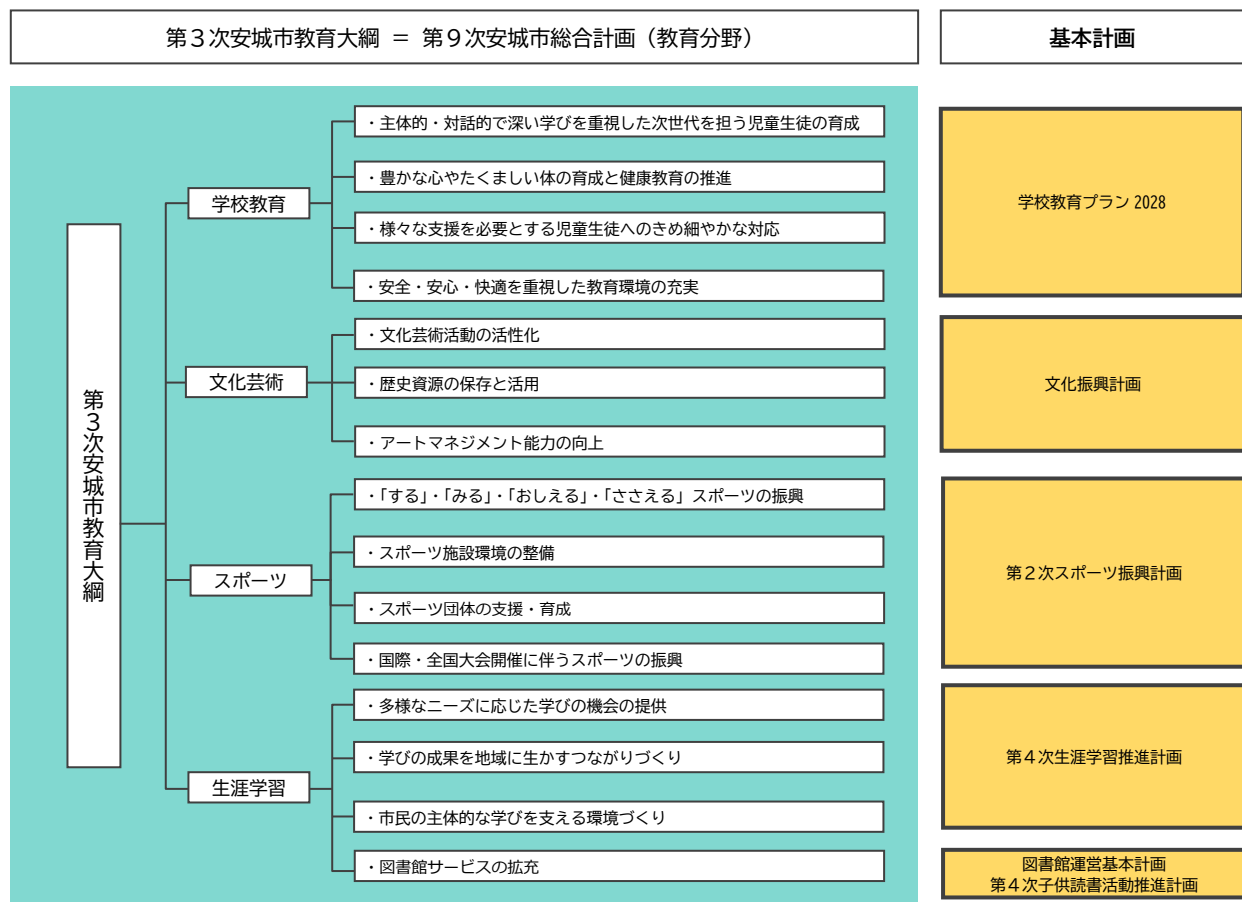 第３次安城市教育大綱 ＝ 第９次安城市総合計画（教育分野）
基本計画
第３次安城市教育大綱
学校教育
・主体的・対話的で深い学びを重視した次世代を担う児童生徒の育成
・豊かな心やたくましい体の育成と健康教育の推進
・様々な支援を必要とする児童生徒へのきめ細やかな対応
・安全・安心・快適を重視した教育環境の充実
学校教育プラン 2028
文化芸術
・文化芸術活動の活性化
・歴史資源の保存と活用
・アートマネジメント能力の向上
文化振興計画
スポーツ
・「する」・「みる」・「おしえる」・「ささえる」スポーツの振興
・スポーツ施設環境の整備
・スポーツ団体の支援・育成
・国際・全国大会開催に伴うスポーツの振興
第２次スポーツ振興計画
生涯学習
・多様なニーズに応じた学びの機会の提供
・学びの成果を地域に生かすつながりづくり
・市民の主体的な学びを支える環境づくり
・図書館サービスの拡充
第４次生涯学習推進計画
図書館運営基本計画
第４次子供読書活動推進計画